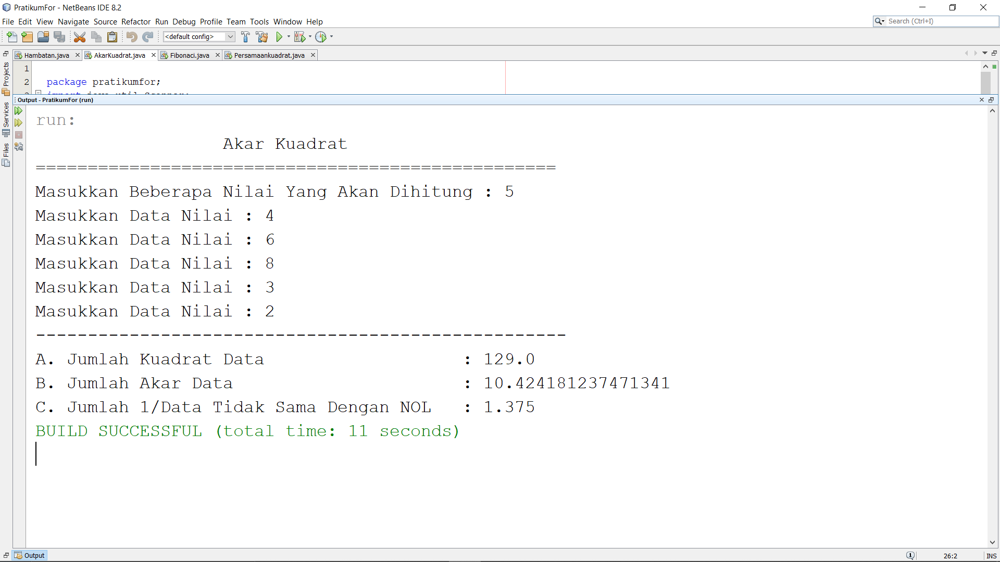 PratikumFor - NetBeans IDE 8.2
File Edit View Navigate Source Refactor Run Debug Profile Team Tools Window Help
Search (Ctrl+I)
<default config>
Hambatan.java AkarKuadrat.java Fibonaci.java Persamaankuadrat.java
Projects
Services
Files
1
2 package pratikumfor;
3 import java.util.Scanner;
Output - PratikumFor (run)
run:
Akar Kuadrat
==================================================
Masukkan Beberapa Nilai Yang Akan Dihitung : 5
Masukkan Data Nilai : 4
Masukkan Data Nilai : 6
Masukkan Data Nilai : 8
Masukkan Data Nilai : 3
Masukkan Data Nilai : 2
---------------------------------------------------
A. Jumlah Kuadrat Data : 129.0
B. Jumlah Akar Data : 10.424181237471341
C. Jumlah 1/Data Tidak Sama Dengan NOL : 1.375
BUILD SUCCESSFUL (total time: 11 seconds)
Output
1
26:2
INS